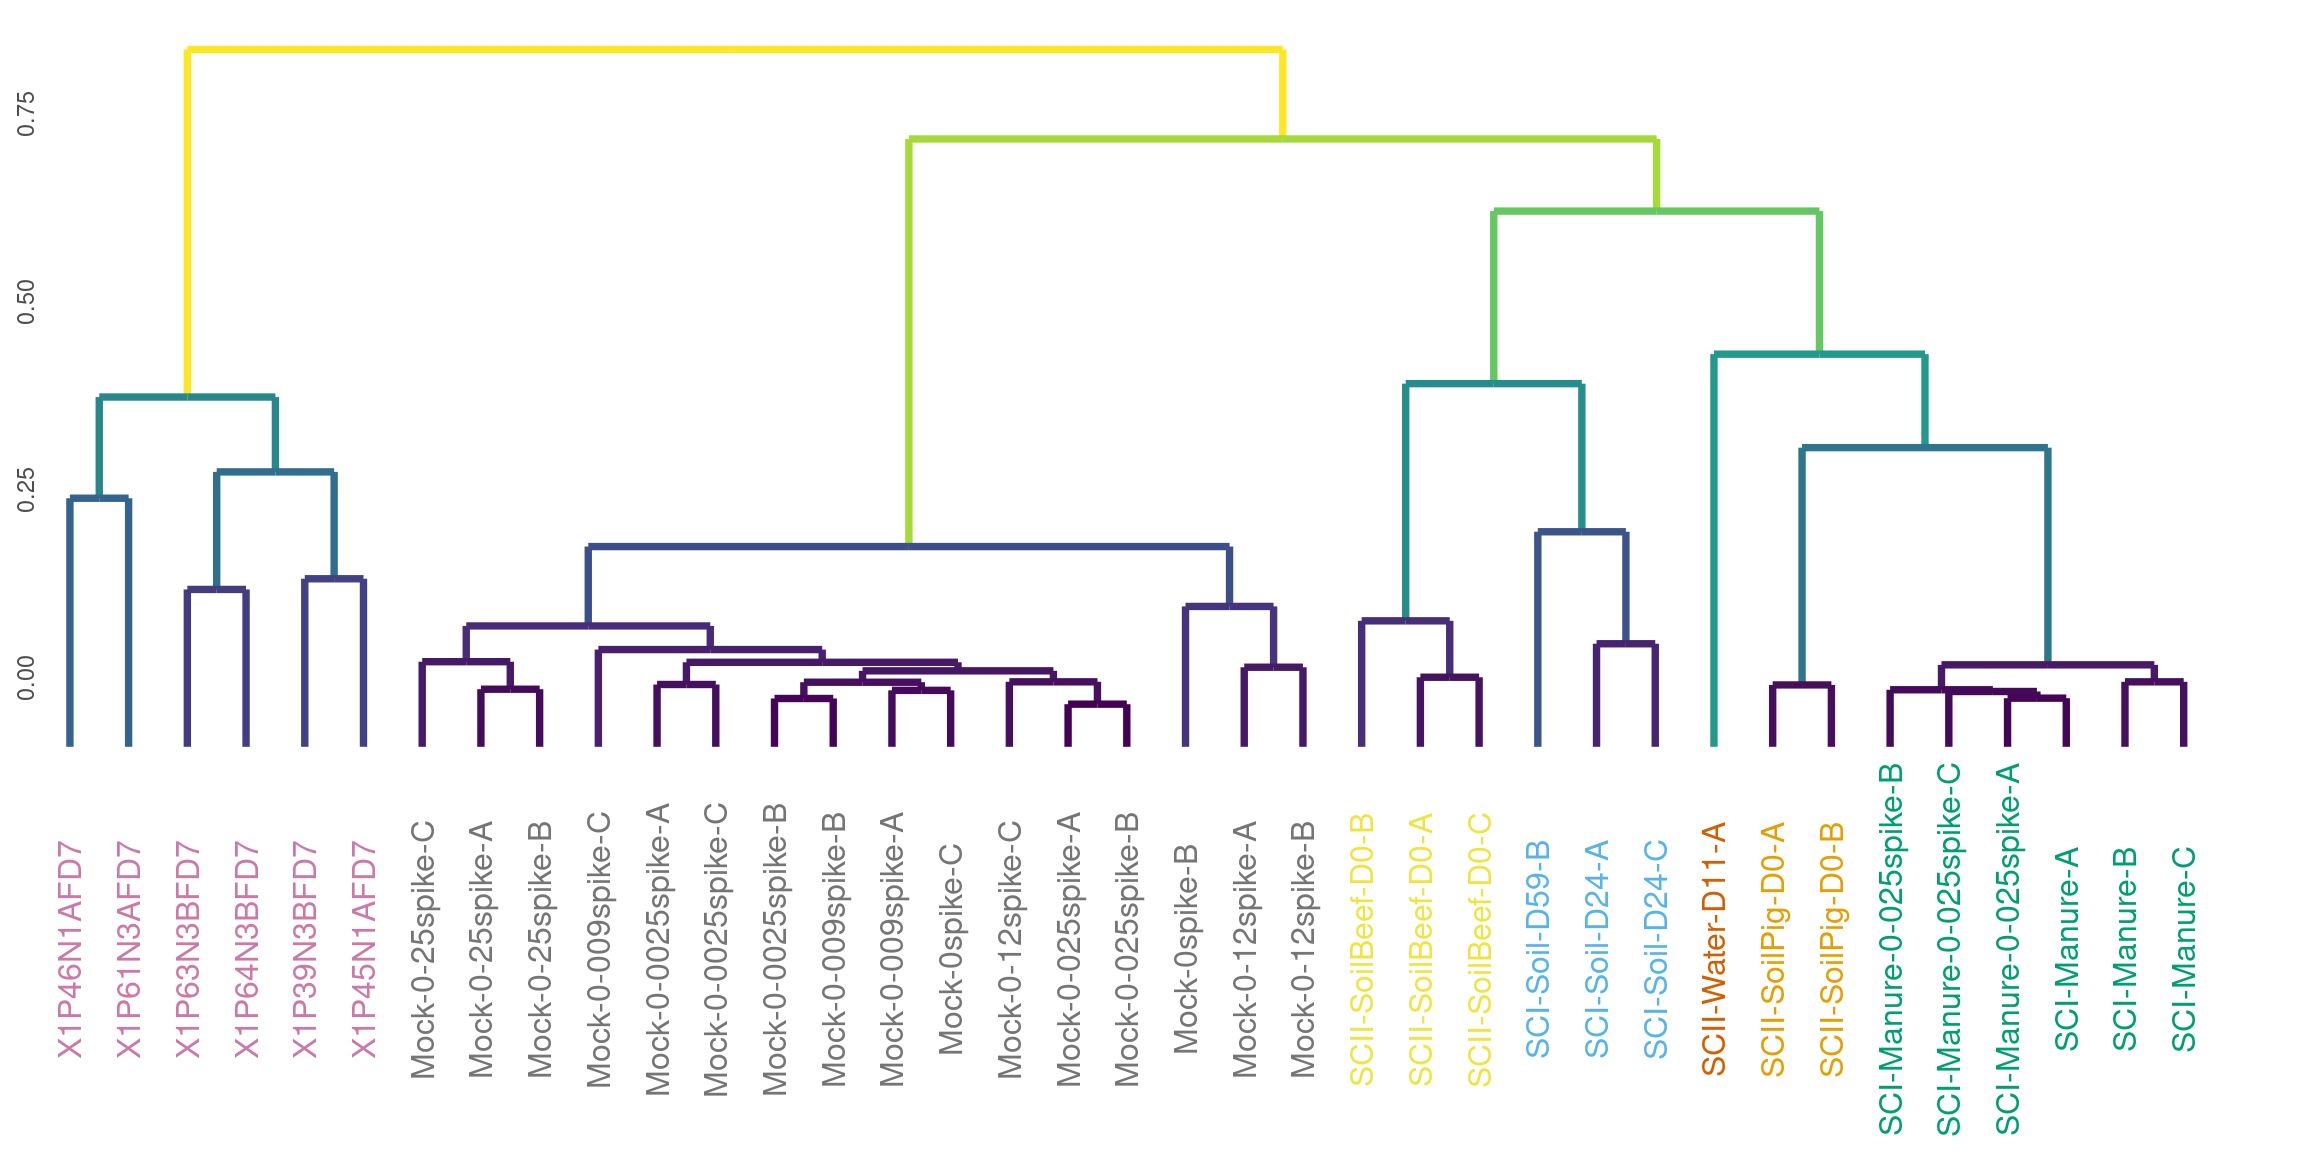 0.75
0.50
0.25
0.00
X1P46N1AFD7
X1P61N3AFD7
X1P63N3BFD7
X1P64N3BFD7
X1P39N3BFD7
X1P45N1AFD7
Mock-0-25spike-C
Mock-0-25spike-A
Mock-0-25spike-B
Mock-0-009spike-C
Mock-0-0025spike-A
Mock-0-0025spike-C
Mock-0-0025spike-B
Mock-0-009spike-B
Mock-0-009spike-A
Mock-0spike-C
Mock-0-12spike-C
Mock-0-025spike-A
Mock-0-025spike-B
Mock-0spike-B
Mock-0-12spike-A
Mock-0-12spike-B
SCII-SoilBeef-D0-B
SCII-SoilBeef-D0-A
SCII-SoilBeef-D0-C
SCI-Soil-D59-B
SCI-Soil-D24-A
SCI-Soil-D24-C
SCII-Water-D11-A
SCII-SoilPig-D0-A
SCII-SoilPig-D0-B
SCI-Manure-0-025spike-B
SCI-Manure-0-025spike-C
SCI-Manure-0-025spike-A
SCI-Manure-A
SCI-Manure-B
SCI-Manure-C